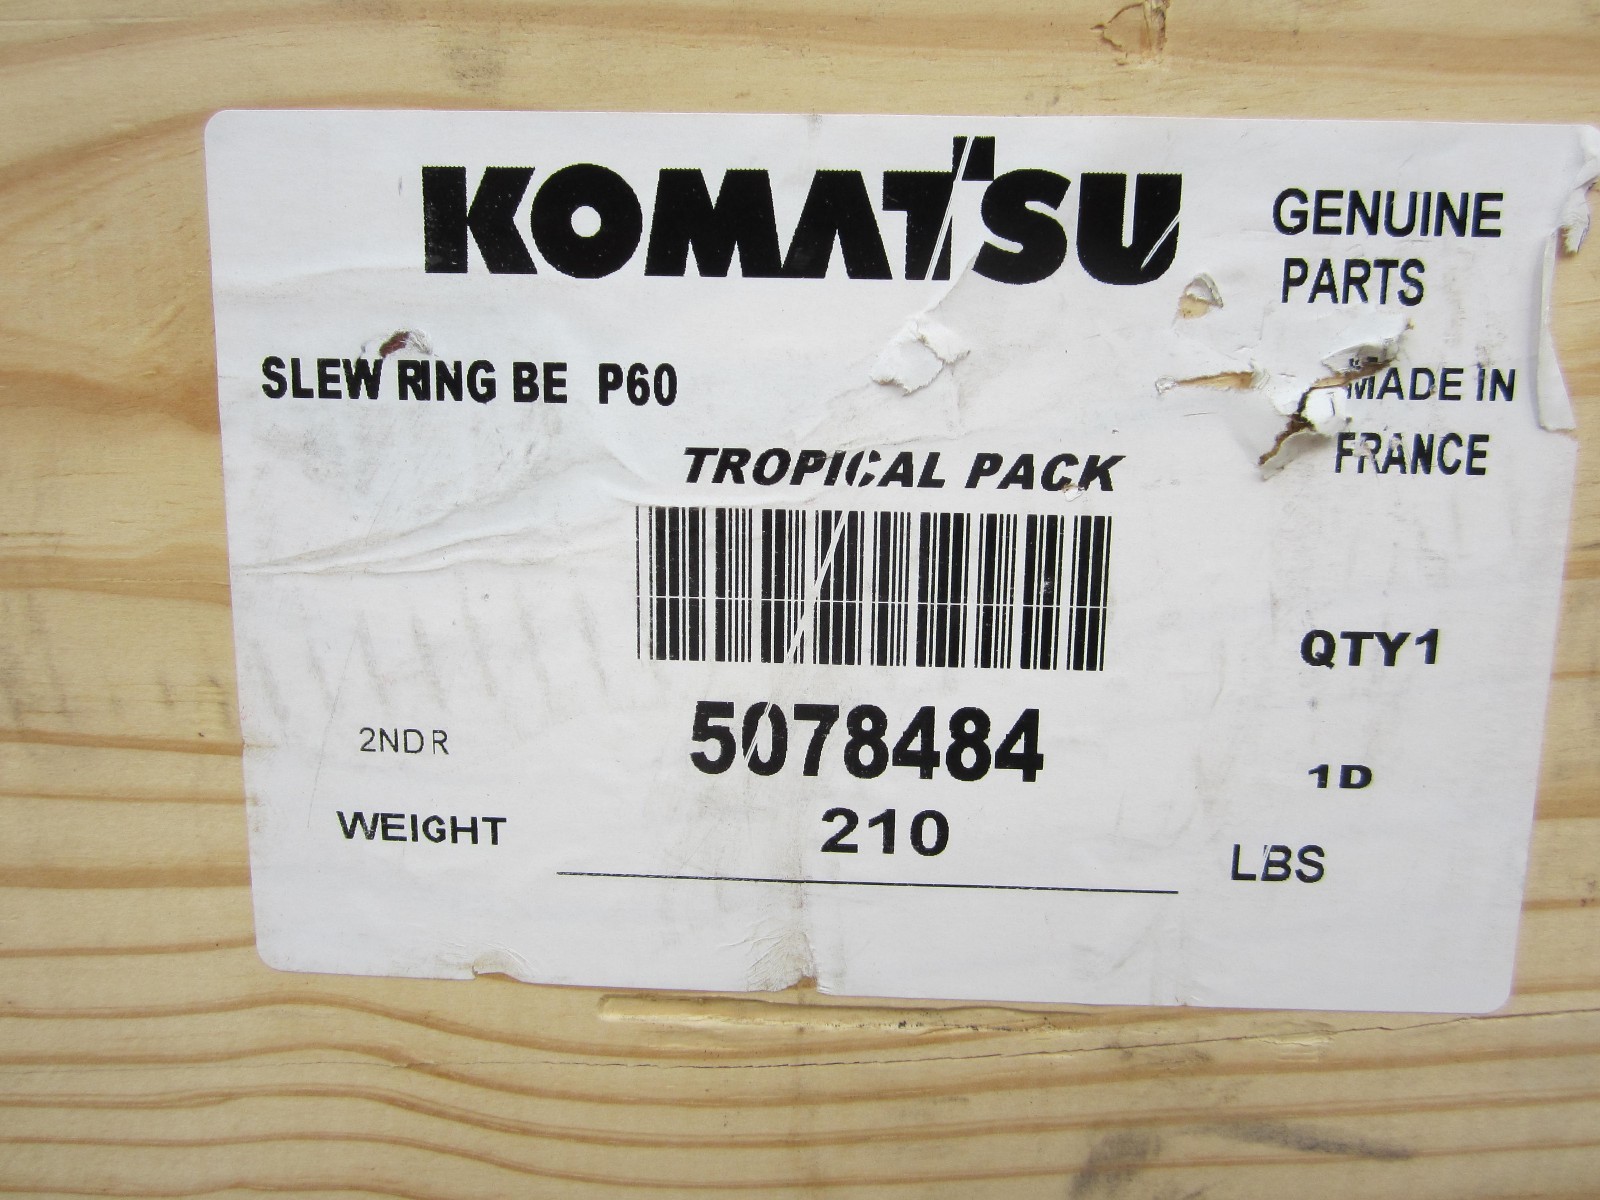 KOMATSU
GENUINE
PARTS
SLEW RING BE P60
MADE IN
FRANCE
TROPICAL PACK
QTY1
5078484
2NDR
1D
WEIGHT 210 LBS